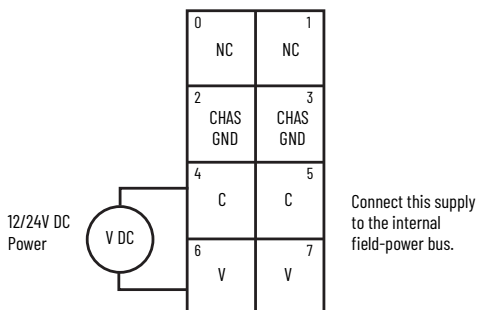 0 1
NC NC
2 3
CHAS CHAS
GND GND
4 5
C C
12/24V DC
Power
V DC
Connect this supply
to the internal
field-power bus.
6 7
V V